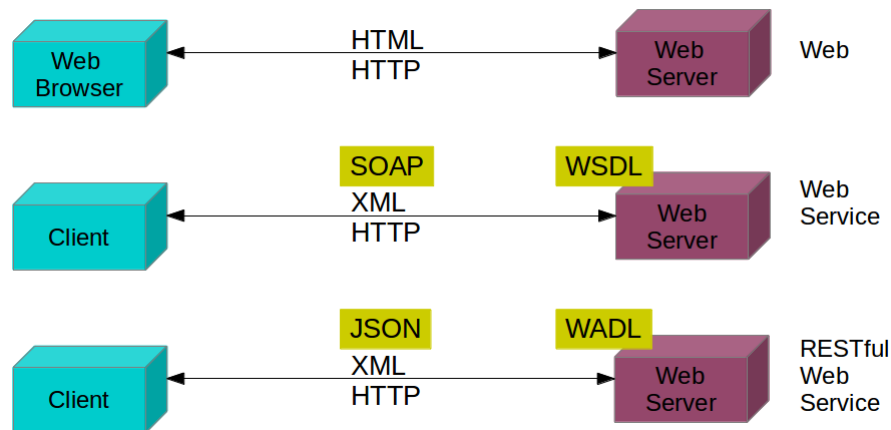 Web
Browser
HTML
HTTP
Web
Server
Web
SOAP
WSDL
Client
XML
HTTP
Web
Server
Web
Service
JSON
WADL
Client
XML
HTTP
Web
Server
RESTful
Web
Service